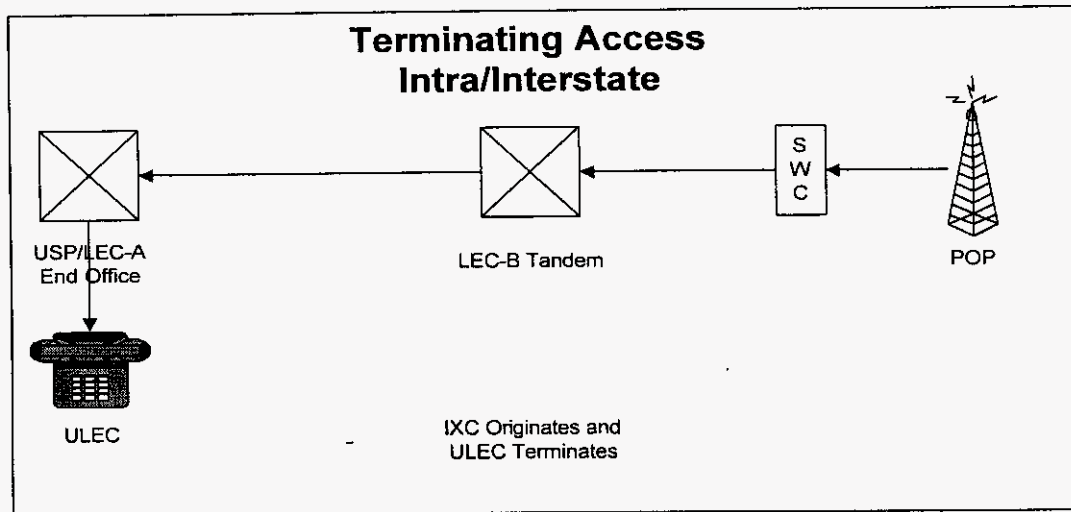 Terminating Access
Intra/Interstate
S
W
C
USP/LEC-A
End Office
LEC-B Tandem
POP
ULEC
IXC Originates and
ULEC Terminates